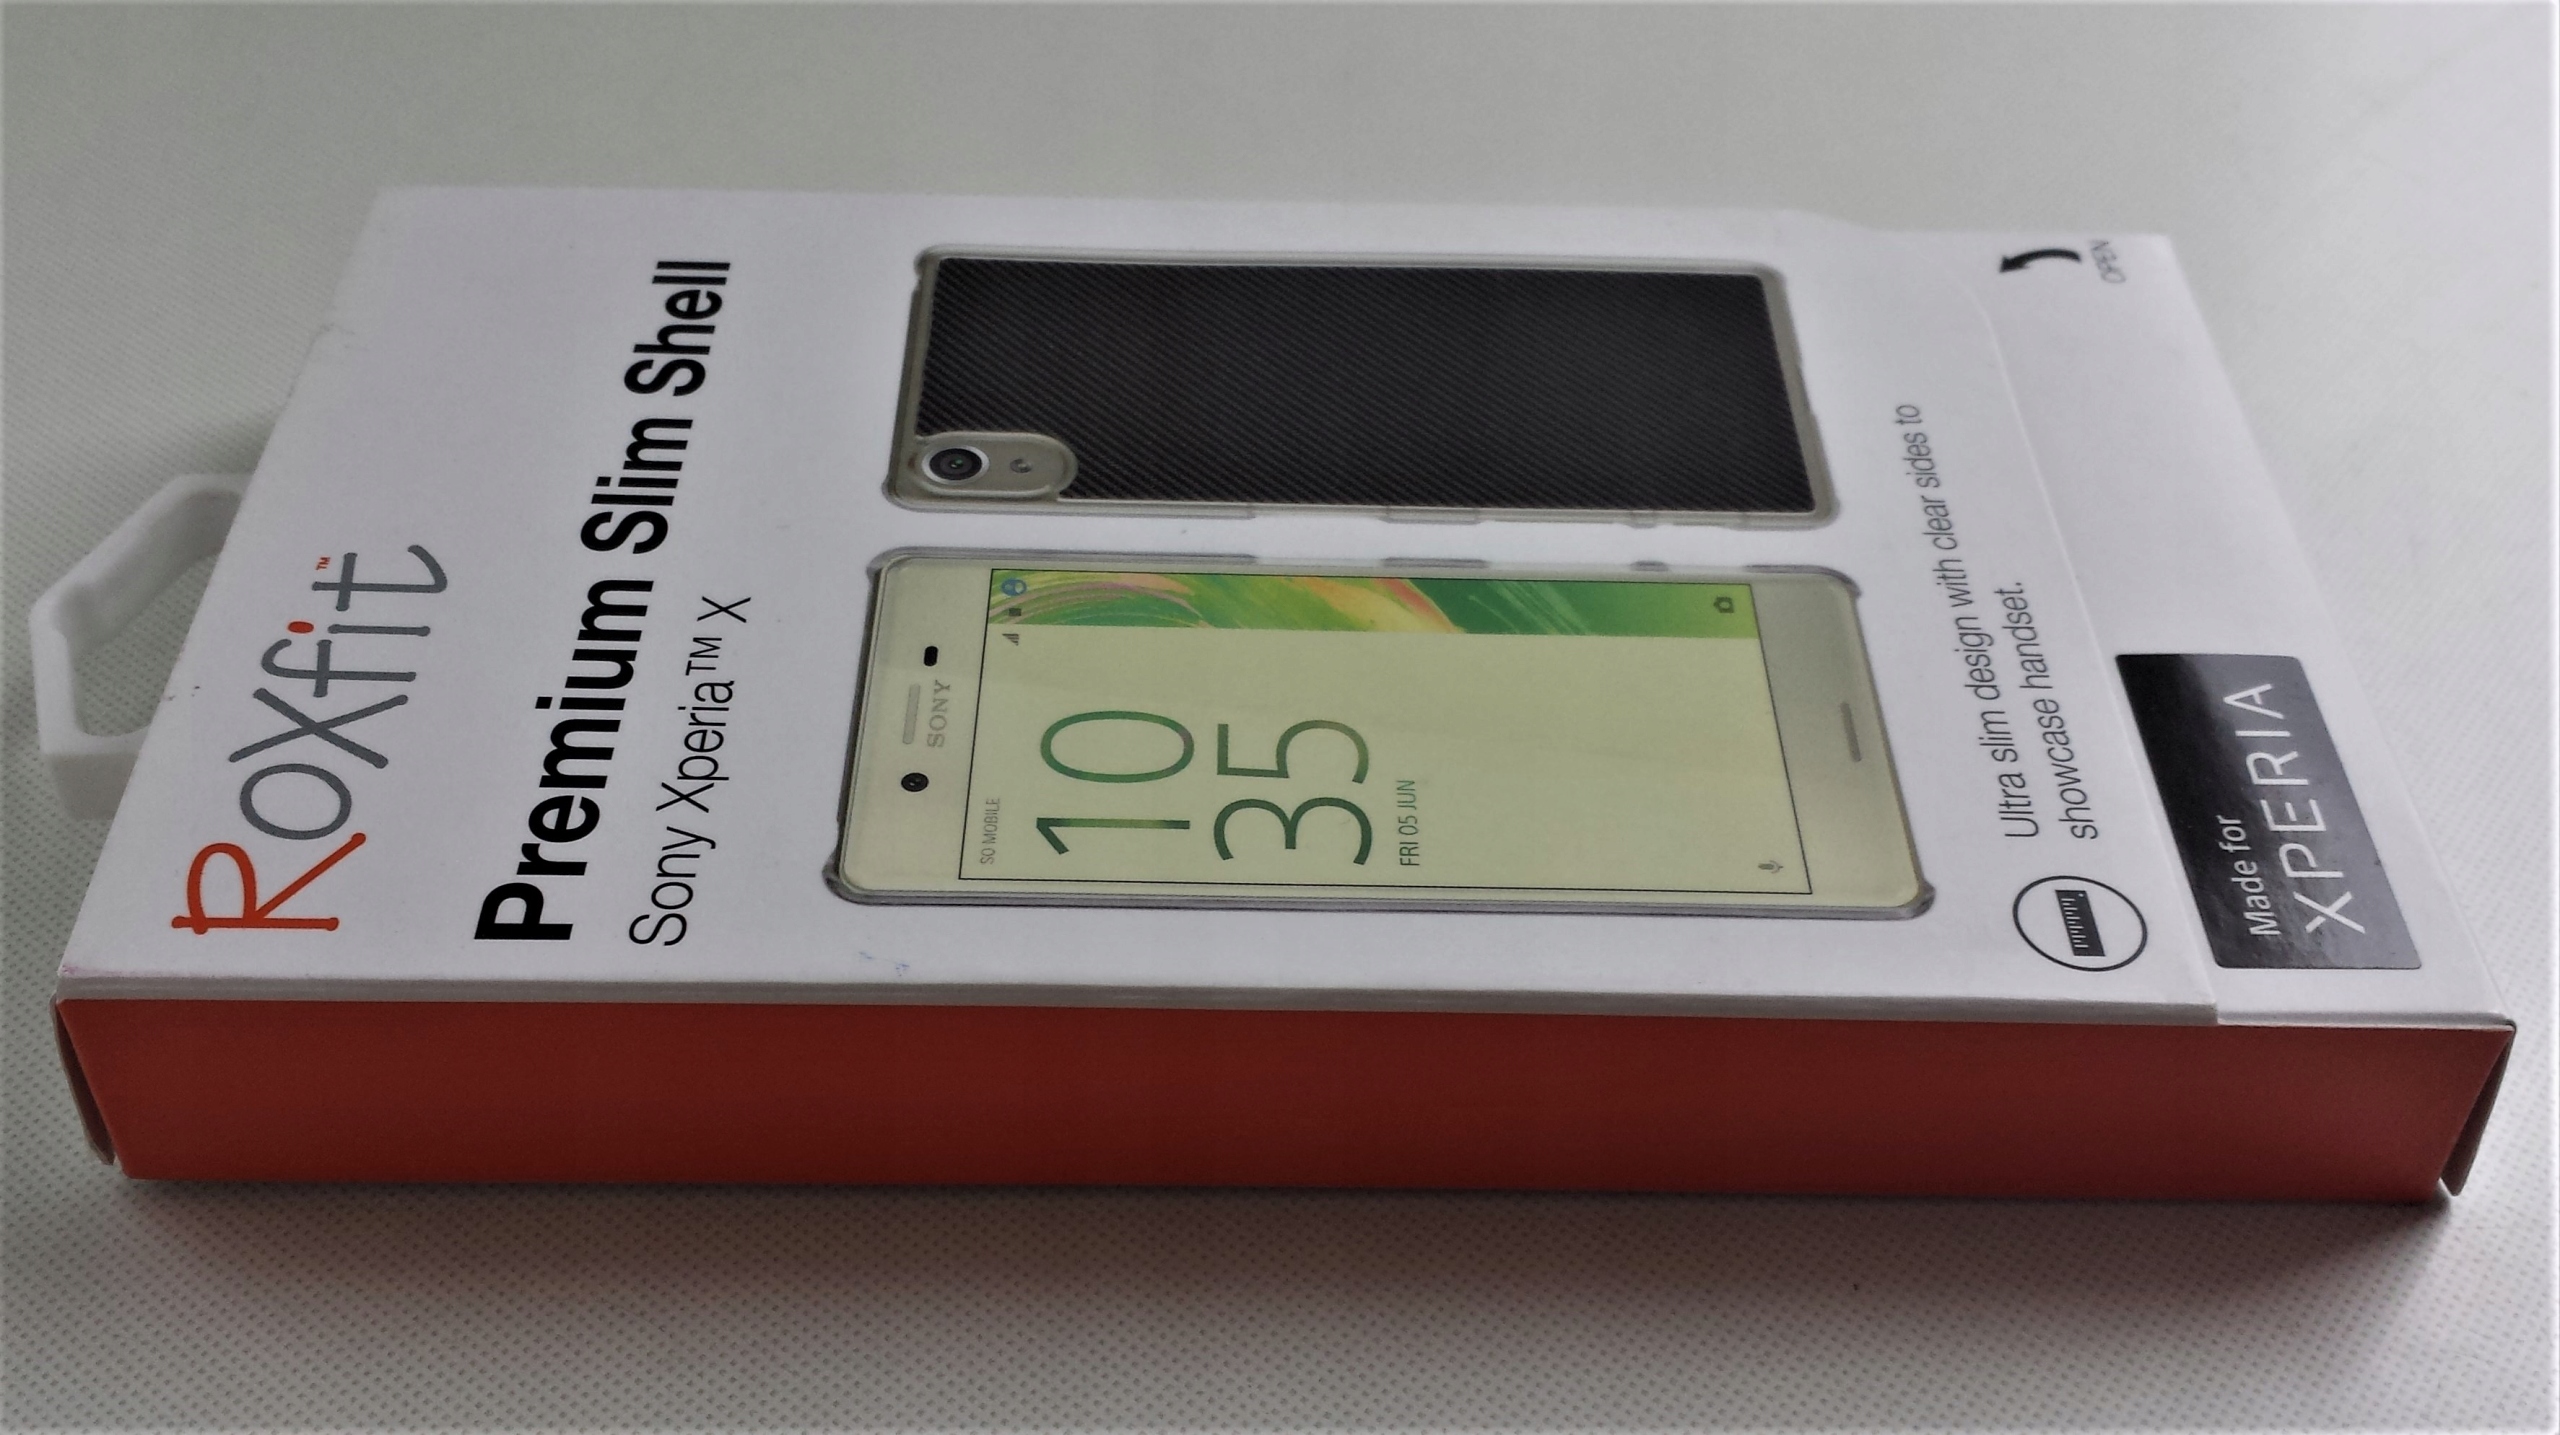 Roxfit™
Premium Slim Shell
Sony Xperia™ X
SONY
SO MOBILE
10
35
FRI 05 JUN
Ultra slim design with clear sides to
showcase handset.
OPEN
Made for
XPERIA